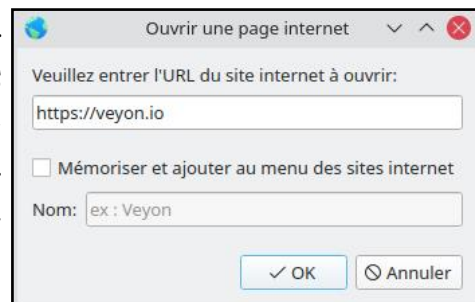 Ouvrir une page internet
Veuillez entrer l'URL du site internet à ouvrir:
https://veyon.io
Mémoriser et ajouter au menu des sites internet
Nom: ex : Veyon
OK Annuler